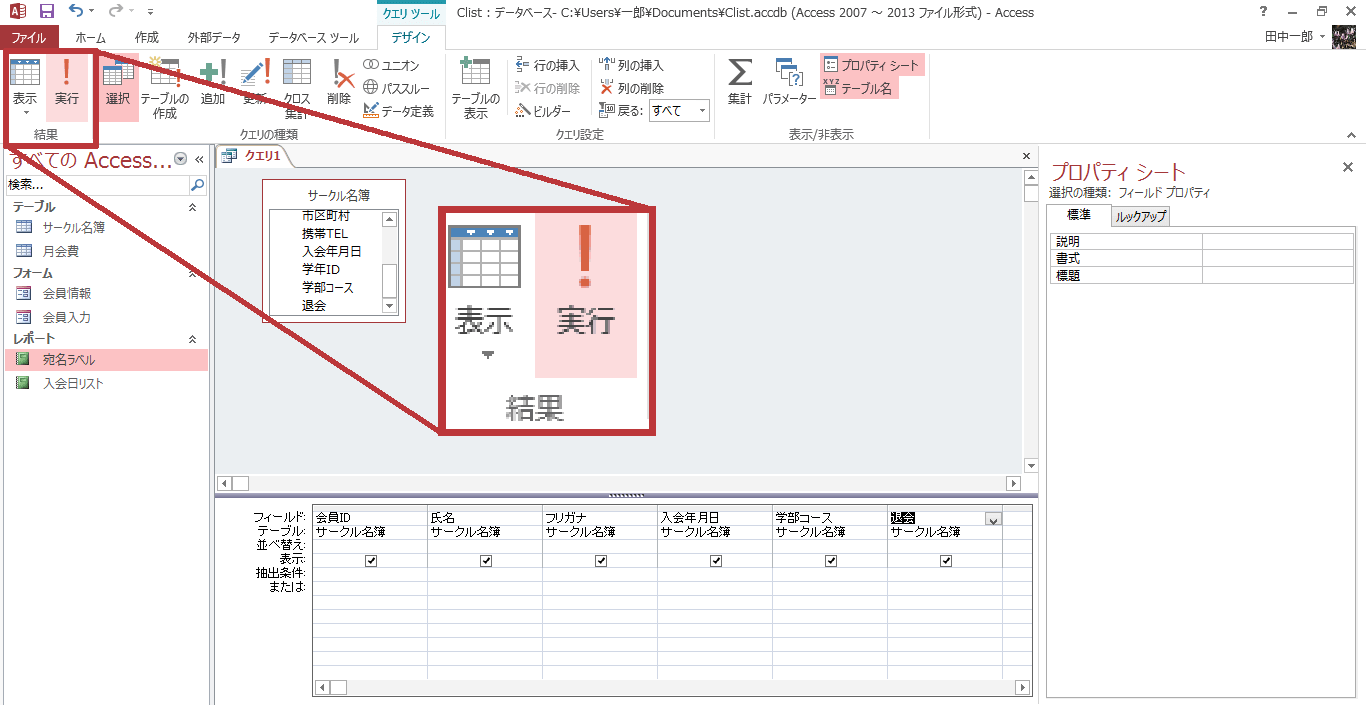 クエリ ツール
Clist : データベース- C:¥Users¥一郎¥Documents¥Clist.accdb (Access 2007 ～ 2013 ファイル形式) - Access
?
ファイル
ホーム
作成
外部データ
データベース ツール
デザイン
田中一郎
表示
実行
選択
テーブルの
作成
追加
更新
クロス
集計
削除
ユニオン
パススルー
データ定義
テーブルの
表示
行の挿入
行の削除
ビルダー
列の挿入
列の削除
戻る: すべて
集計
パラメーター
プロパティ シート
テーブル名
結果
クエリの種類
クエリ設定
表示/非表示
すべての Access...
検索...
テーブル
サークル名簿
月会費
フォーム
会員情報
会員入力
レポート
宛名ラベル
入会日リスト
クエリ1
サークル名簿
市区町村
携帯TEL
入会年月日
学年ID
学部コース
退会
表示
実行
結果
フィールド: 会員ID 氏名 フリガナ 入会年月日 学部コース 退会
テーブル: サークル名簿 サークル名簿 サークル名簿 サークル名簿 サークル名簿 サークル名簿
並べ替え:
表示:
抽出条件:
または:
プロパティ シート
選択の種類: フィールド プロパティ
標準
ルックアップ
説明
書式
標題